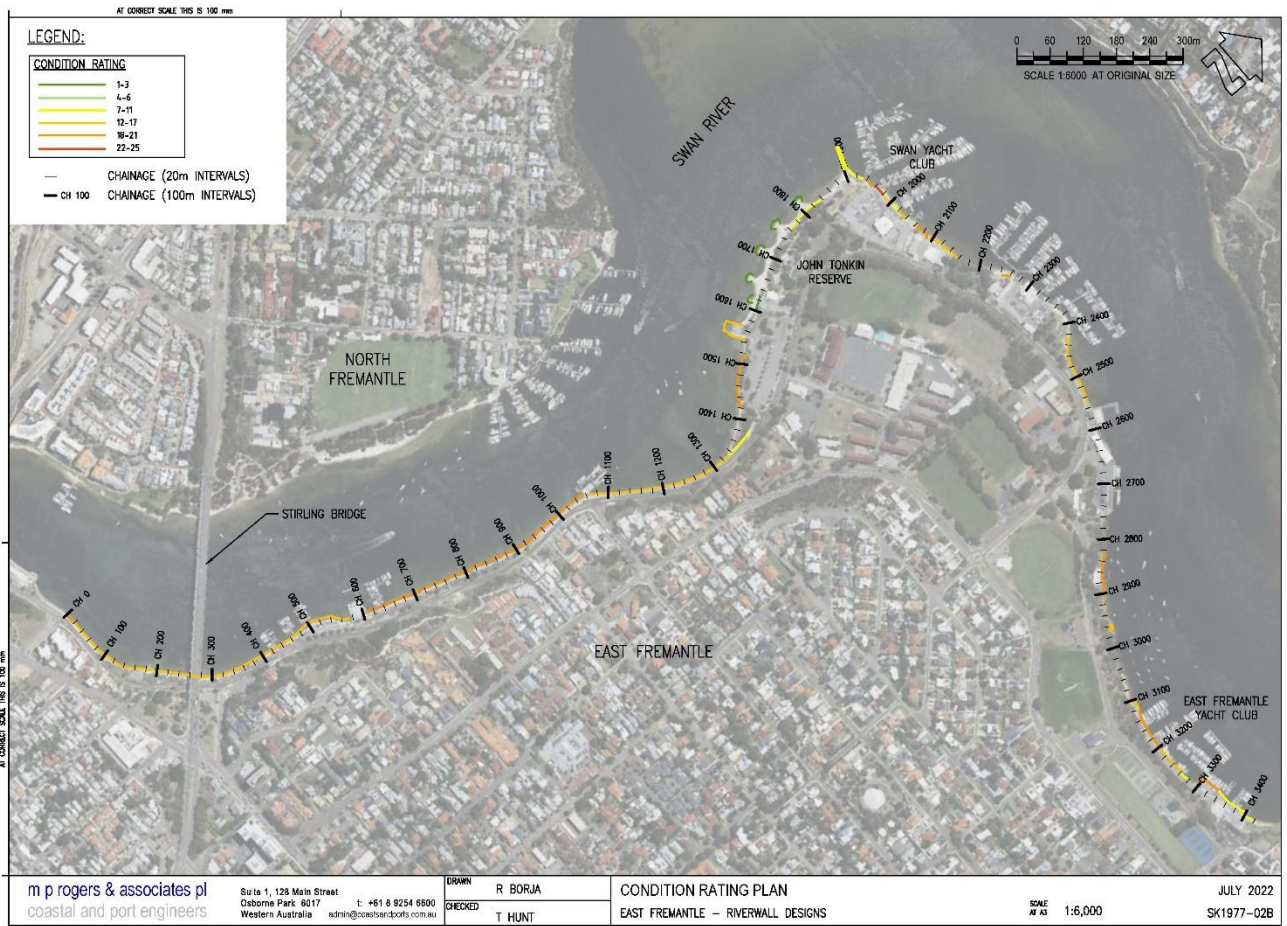 AT CORRECT SCALE THIS IS 100 mm
LEGEND:
CONDITION RATING
1-3
4-6
7-11
12-17
18-21
22-25
CHAINAGE (20m INTERVALS)
CH 100 CHAINAGE (100m INTERVALS)
0 60 120 180 240 300m
SCALE 1:6000 AT ORIGINAL SIZE
SWAN RIVER
SWAN YACHT
CLUB
JOHN TONKIN
RESERVE
NORTH
FREMANTLE
STIRLING BRIDGE
EAST FREMANTLE
EAST FREMANTLE
YACHT CLUB
CH 0
CH 100
CH 200
CH 300
CH 400
CH 500
CH 600
CH 700
CH 800
CH 900
CH 1000
CH 1100
CH 1200
CH 1300
CH 1400
CH 1500
CH 1600
CH 1700
CH 1800
CH 2000
CH 2100
CH 2200
CH 2300
CH 2400
CH 2500
CH 2600
CH 2700
CH 2800
CH 2900
CH 3000
CH 3100
CH 3200
CH 3300
CH 3400
AT CORRECT SCALE THIS IS 100 mm
m p rogers & associates pl
coastal and port engineers
Suite 1, 128 Main Street
Osborne Park 6017 t: +61 8 9254 6600
Western Australia admin@coastsandports.com.au
DRAWN R BORJA
CHECKED T HUNT
CONDITION RATING PLAN
EAST FREMANTLE - RIVERWALL DESIGNS
SCALE
AT A3 1:6,000
JULY 2022
SK1977-02B